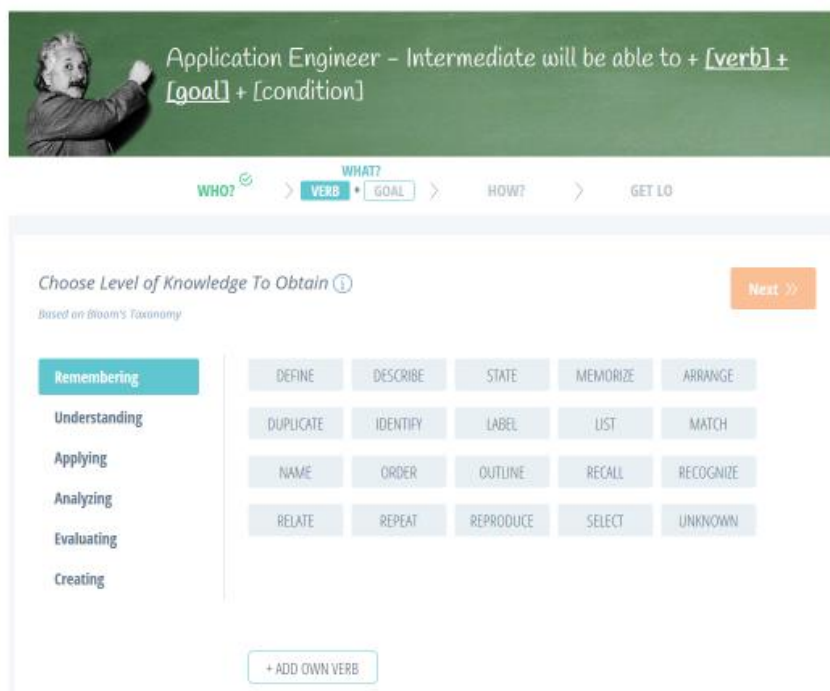 Application Engineer – Intermediate will be able to + [verb] +
[goal] + [condition]
WHAT?
WHO? VERB + GOAL HOW? GET LO
Choose Level of Knowledge To Obtain
Based on Bloom's Taxonomy
Next
Remembering
Understanding
Applying
Analyzing
Evaluating
Creating
DEFINE DESCRIBE STATE MEMORIZE ARRANGE
DUPLICATE IDENTIFY LABEL LIST MATCH
NAME ORDER OUTLINE RECALL RECOGNIZE
RELATE REPEAT REPRODUCE SELECT UNKNOWN
+ ADD OWN VERB